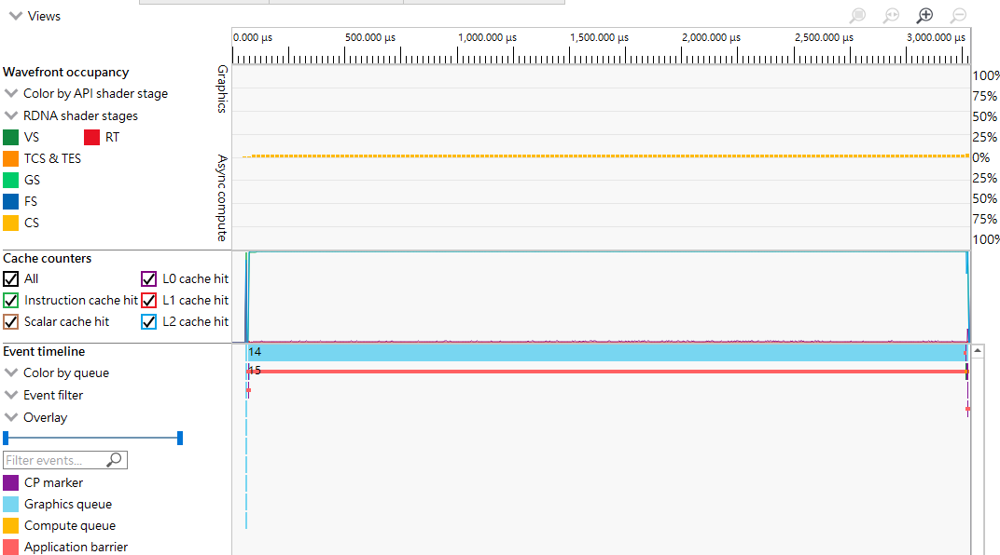 Views
0.000 µs 500.000 µs 1,000.000 µs 1,500.000 µs 2,000.000 µs 2,500.000 µs 3,000.000 µs
Wavefront occupancy
Color by API shader stage
RDNA shader stages
VS RT
TCS & TES
GS
FS
CS
Graphics
Async compute
100%
75%
50%
25%
0%
25%
50%
75%
100%
Cache counters
All L0 cache hit
Instruction cache hit L1 cache hit
Scalar cache hit L2 cache hit
Event timeline
14
Color by queue
15
Event filter
Overlay
Filter events...
CP marker
Graphics queue
Compute queue
Application barrier